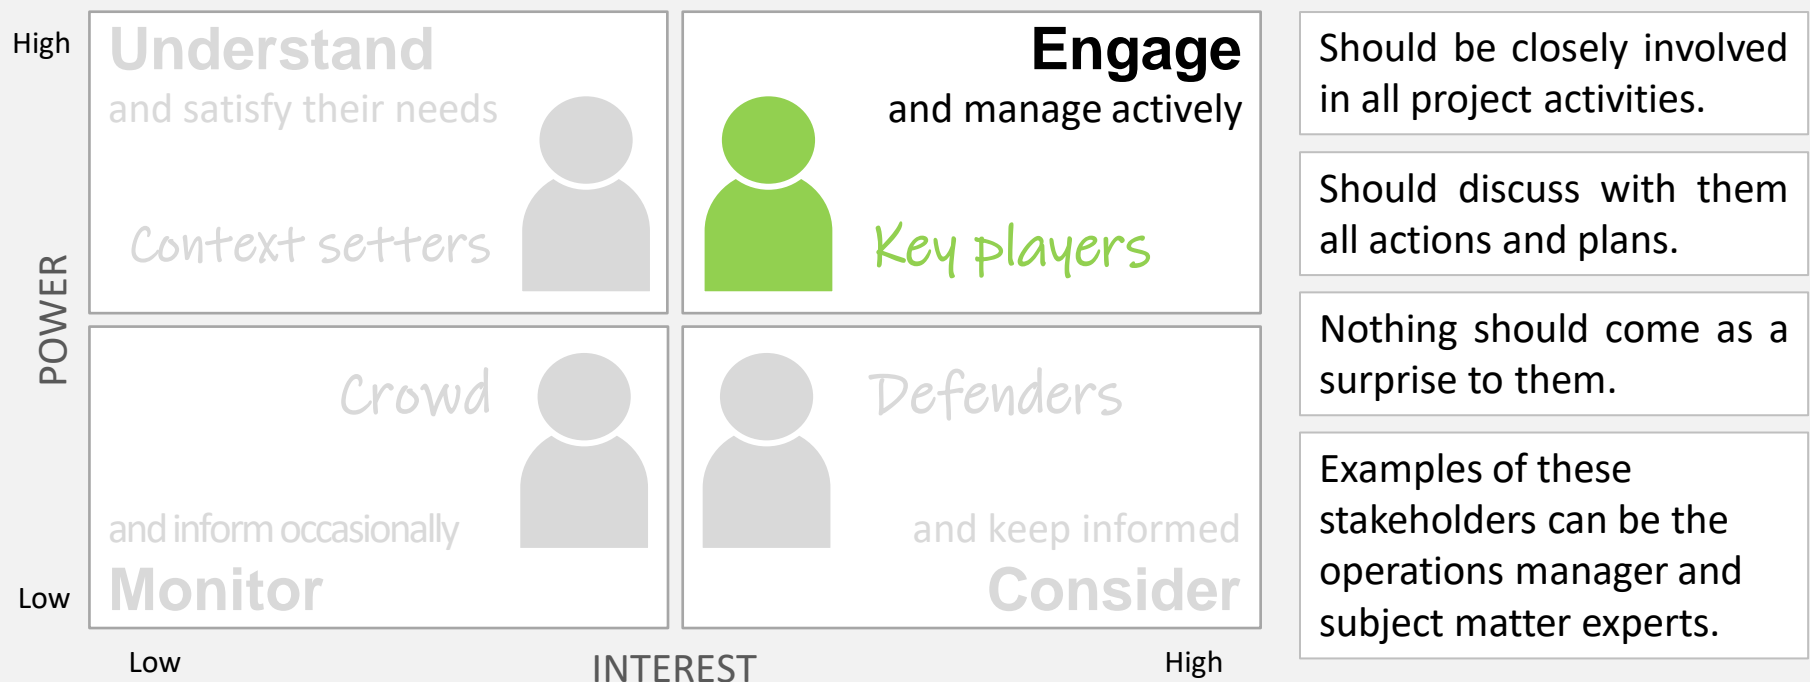 High
Understand
and satisfy their needs
Context setters
Engage
and manage actively
Key players
POWER
Crowd
and inform occasionally
Monitor
Defenders
and keep informed
Consider
Low
Low
INTEREST
High
Should be closely involved
in all project activities.
Should discuss with them
all actions and plans.
Nothing should come as a
surprise to them.
Examples of these
stakeholders can be the
operations manager and
subject matter experts.